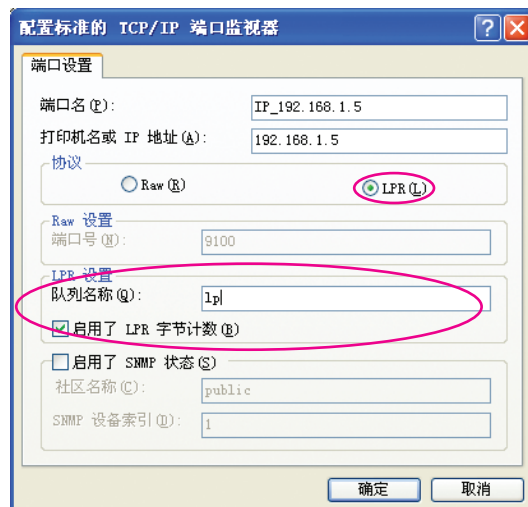 配置标准的 TCP/IP 端口监视器
端口设置
端口名(P): IP_192.168.1.5
打印机名或 IP 地址(A): 192.168.1.5
协议
Raw(R) LPR(L)
Raw 设置
端口号(N): 9100
LPR 设置
队列名称(Q): lp
启用了 LPR 字节计数(B)
启用了 SNMP 状态(S)
社区名称(C): public
SNMP 设备索引(D): 1
确定 取消